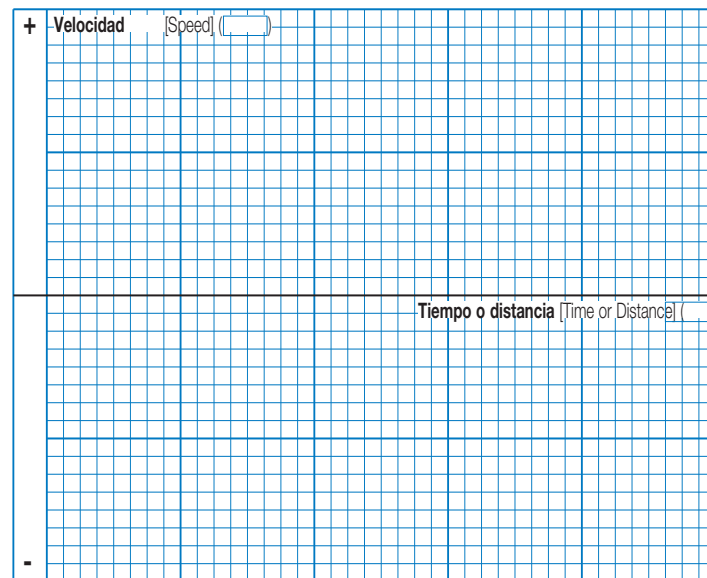 + Velocidad [Speed] ( )
Tiempo o distancia [Time or Distance] (
-